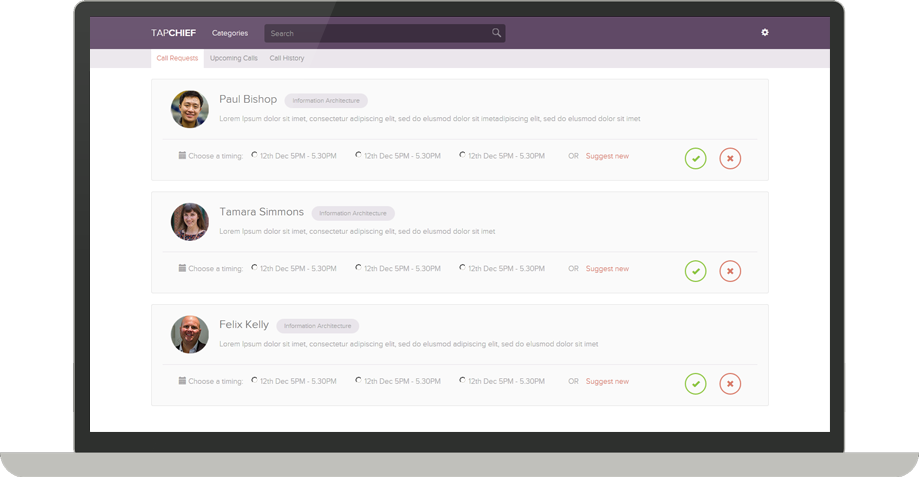 TAPCHIEF Categories Search
Call Requests Upcoming Calls Call History
Paul Bishop Information Architecture
Lorem Ipsum dolor sit imet, consectetur adipiscing elit, sed do elusmod dolor sit imetadipiscing elit, sed do elusmod dolor sit imet
Choose a timing: 12th Dec 5PM - 5.30PM 12th Dec 5PM - 5.30PM 12th Dec 5PM - 5.30PM OR Suggest new
Tamara Simmons Information Architecture
Lorem Ipsum dolor sit imet, consectetur adipiscing elit, sed do elusmod dolor sit imet
Choose a timing: 12th Dec 5PM - 5.30PM 12th Dec 5PM - 5.30PM 12th Dec 5PM - 5.30PM OR Suggest new
Felix Kelly Information Architecture
Lorem Ipsum dolor sit imet, consectetur adipiscing elit, sed do elusmod adipiscing elit, sed do elusmod dolor sit imet
Choose a timing: 12th Dec 5PM - 5.30PM 12th Dec 5PM - 5.30PM 12th Dec 5PM - 5.30PM OR Suggest new